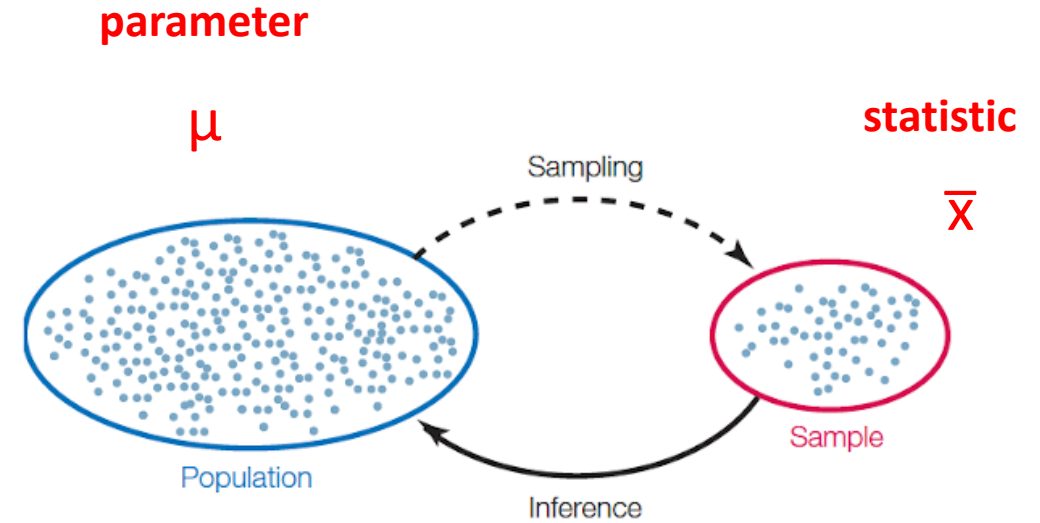 parameter
μ
statistic
x̅
Sampling
Population
Sample
Inference